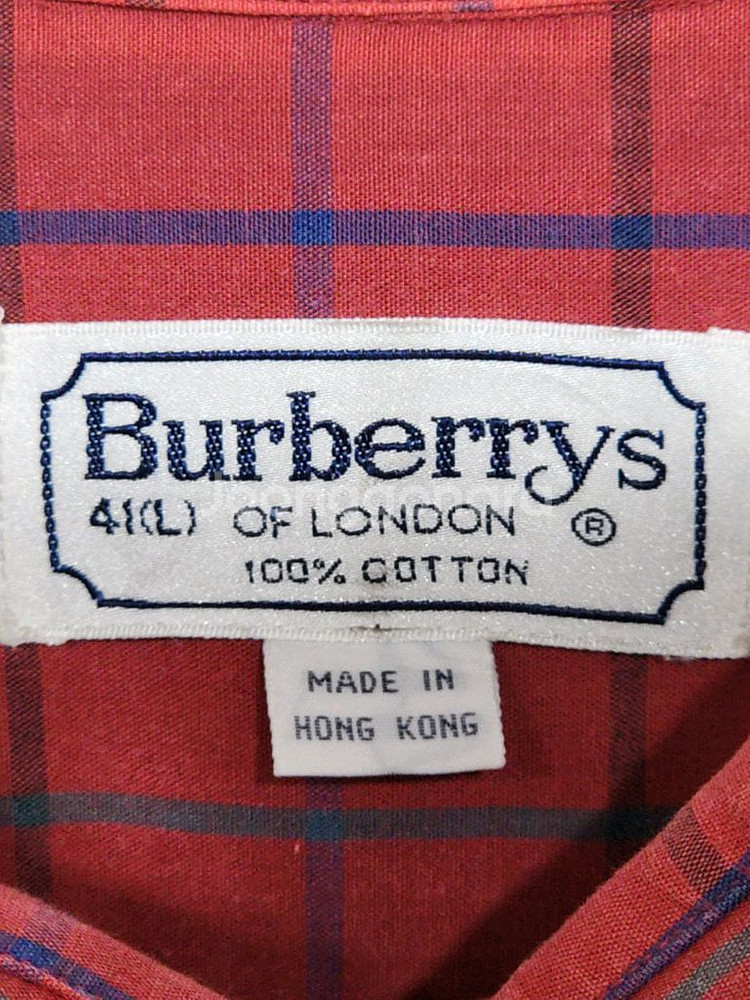 Burberrys
41(L) OF LONDON ®
100% COTTON
MADE IN
HONG KONG